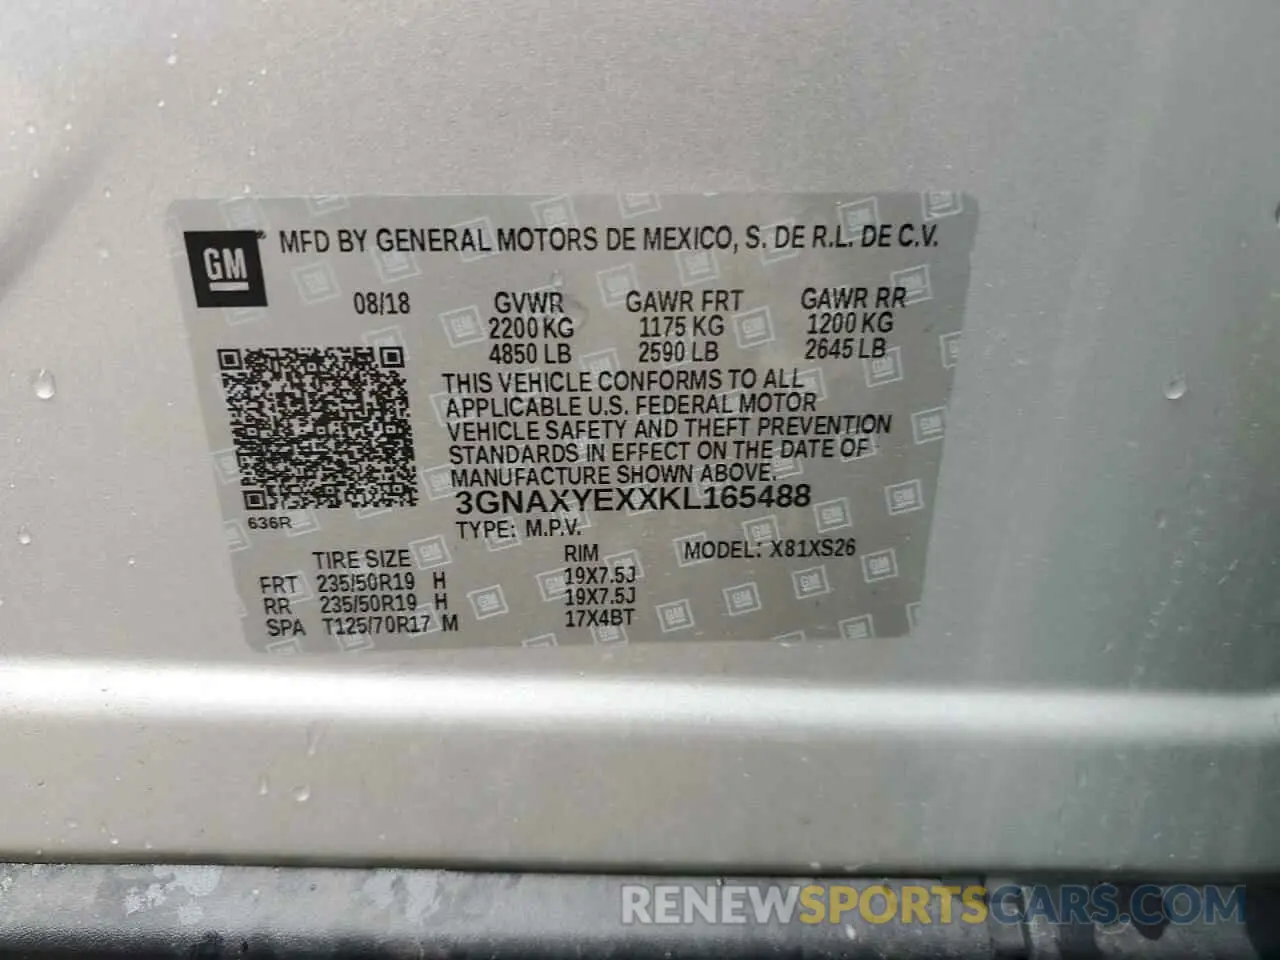 GM
MFD BY GENERAL MOTORS DE MEXICO, S. DE R.L. DE C.V.
08/18 GVWR GAWR FRT GAWR RR
2200 KG 1175 KG 1200 KG
4850 LB 2590 LB 2645 LB
THIS VEHICLE CONFORMS TO ALL
APPLICABLE U.S. FEDERAL MOTOR
VEHICLE SAFETY AND THEFT PREVENTION
STANDARDS IN EFFECT ON THE DATE OF
MANUFACTURE SHOWN ABOVE.
3GNAXYEXXKL165488
636R
TYPE: M.P.V.
TIRE SIZE RIM MODEL: X81XS26
FRT 235/50R19 H 19X7.5J
RR 235/50R19 H 19X7.5J
SPA T125/70R17 M 17X4BT
RENEWSPORTSCARS.COM